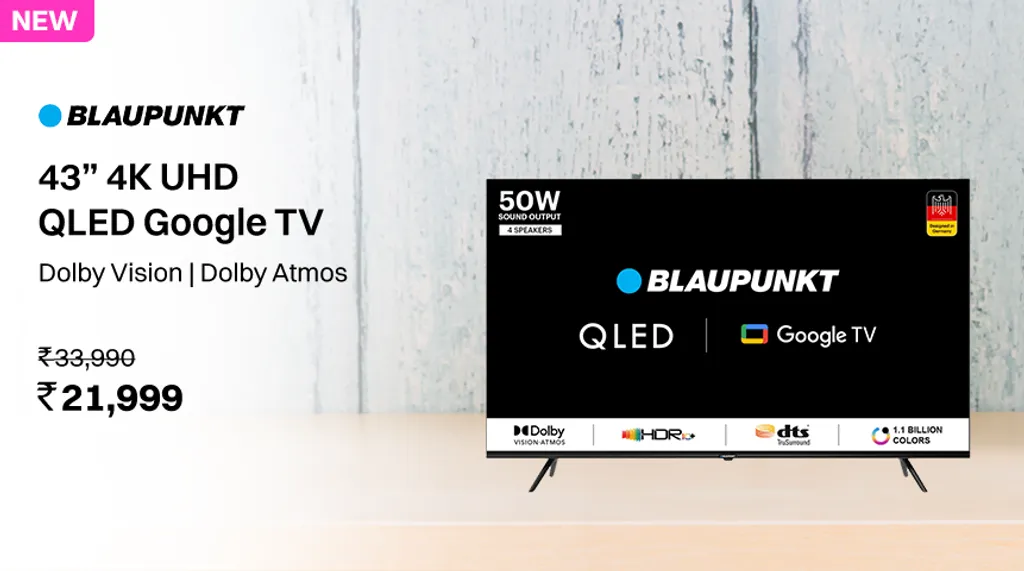 NEW
BLAUPUNKT
43” 4K UHD
QLED Google TV
Dolby Vision | Dolby Atmos
₹33,990
₹21,999
50W
SOUND OUTPUT
4 SPEAKERS
Designed in
Germany
BLAUPUNKT
QLED | Google TV
Dolby
VISION·ATMOS
HDR10+
dts
TruSurround
1.1 BILLION
COLORS